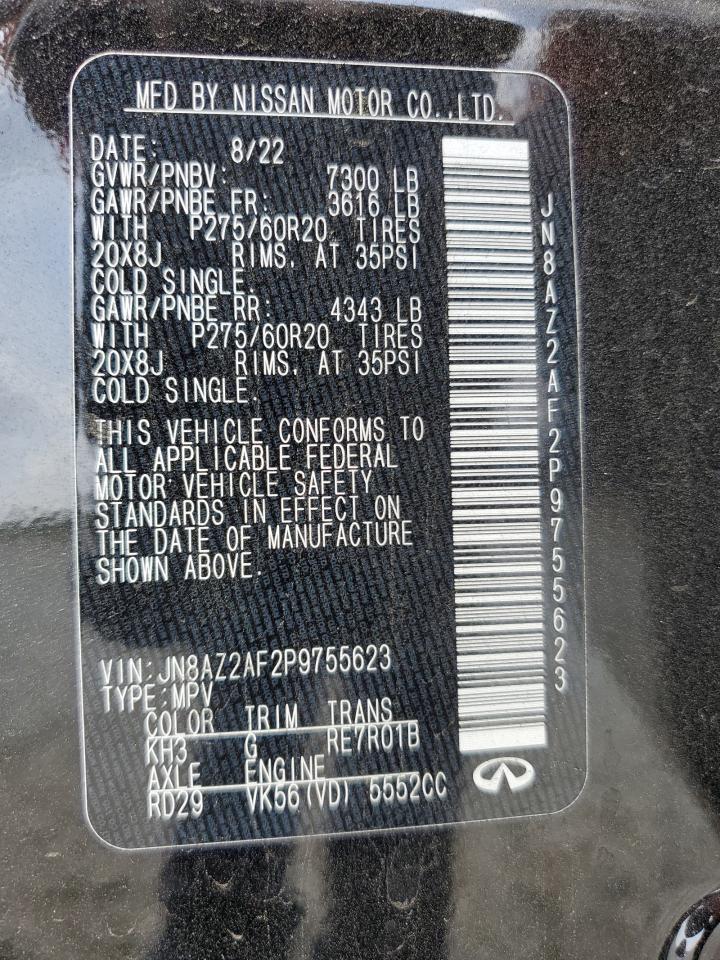 MFD BY NISSAN MOTOR CO.,LTD.
DATE: 8/22
GVWR/PNBV: 7300 LB
GAWR/PNBE FR: 3616 LB
WITH P275/60R20 TIRES
20X8J RIMS, AT 35PSI
COLD SINGLE.
GAWR/PNBE RR: 4343 LB
WITH P275/60R20 TIRES
20X8J RIMS, AT 35PSI
COLD SINGLE.
THIS VEHICLE CONFORMS TO
ALL APPLICABLE FEDERAL
MOTOR VEHICLE SAFETY
STANDARDS IN EFFECT ON
THE DATE OF MANUFACTURE
SHOWN ABOVE.
VIN:JN8AZ2AF2P9755623
TYPE:MPV
COLOR TRIM TRANS
KH3 G RE7R01B
AXLE ENGINE
RD29 VK56(VD) 5552CC
JN8AZ2AF2P9755623